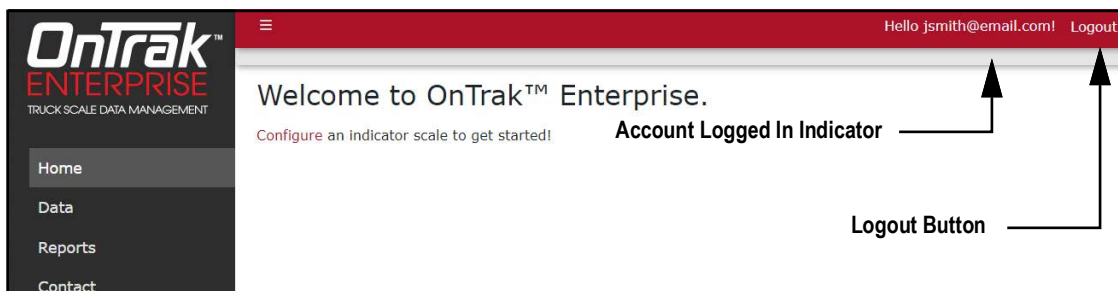 OnTrak™
ENTERPRISE
TRUCK SCALE DATA MANAGEMENT
Home
Data
Reports
Contact
Hello jsmith@email.com! Logout
Welcome to OnTrak™ Enterprise.
Configure an indicator scale to get started!
Account Logged In Indicator
Logout Button